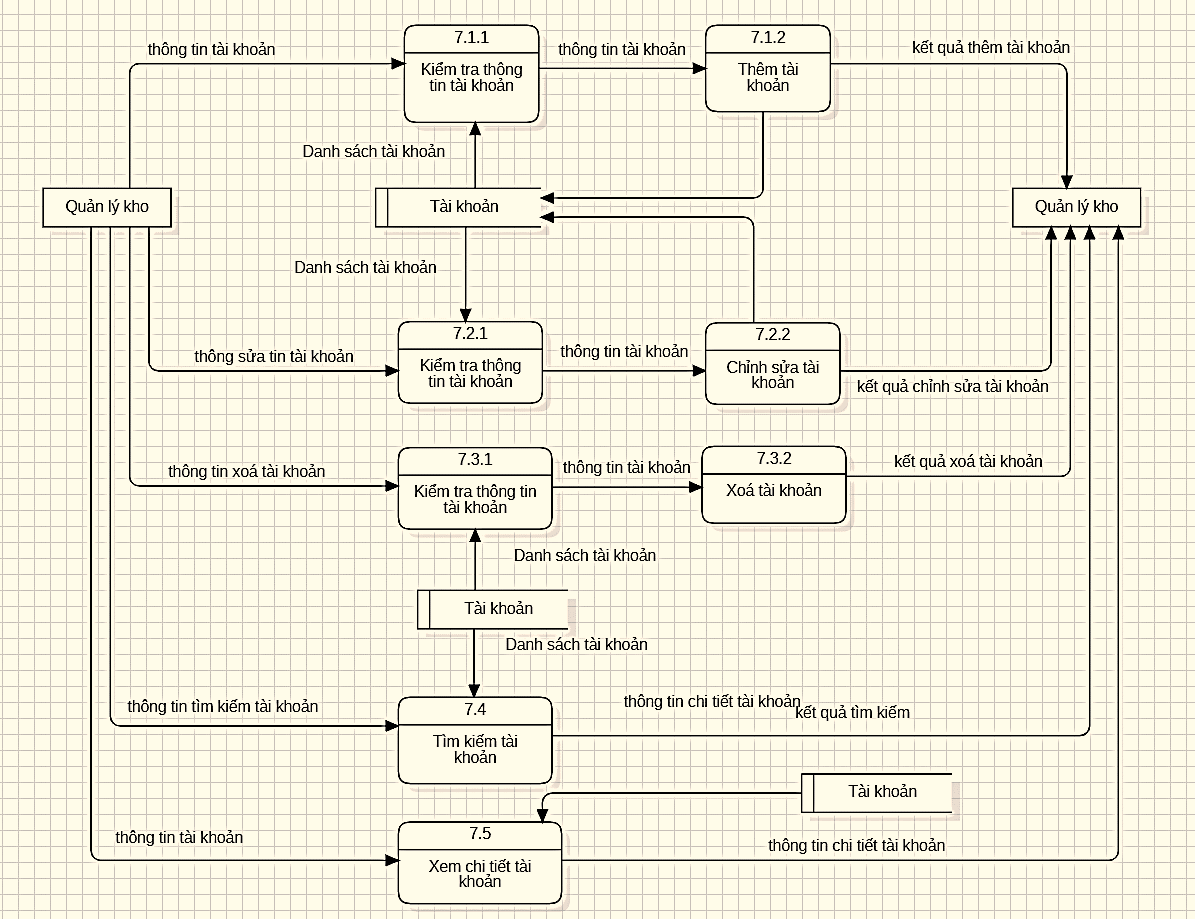 7.1.1
7.1.2
thông tin tài khoản
thông tin tài khoản
kết quả thêm tài khoản
Kiểm tra thông
tin tài khoản
Thêm tài
khoản
Danh sách tài khoản
Quản lý kho
Tài khoản
Quản lý kho
Danh sách tài khoản
7.2.1
7.2.2
thông sửa tin tài khoản
thông tin tài khoản
Kiểm tra thông
tin tài khoản
Chỉnh sửa tài
khoản
kết quả chỉnh sửa tài khoản
7.3.1
7.3.2
thông tin xoá tài khoản
thông tin tài khoản
kết quả xoá tài khoản
Kiểm tra thông tin
tài khoản
Xoá tài khoản
Danh sách tài khoản
Tài khoản
Danh sách tài khoản
thông tin tìm kiếm tài khoản
7.4
thông tin chi tiết tài khoản
kết quả tìm kiếm
Tìm kiếm tài
khoản
Tài khoản
7.5
thông tin tài khoản
thông tin chi tiết tài khoản
Xem chi tiết tài
khoản